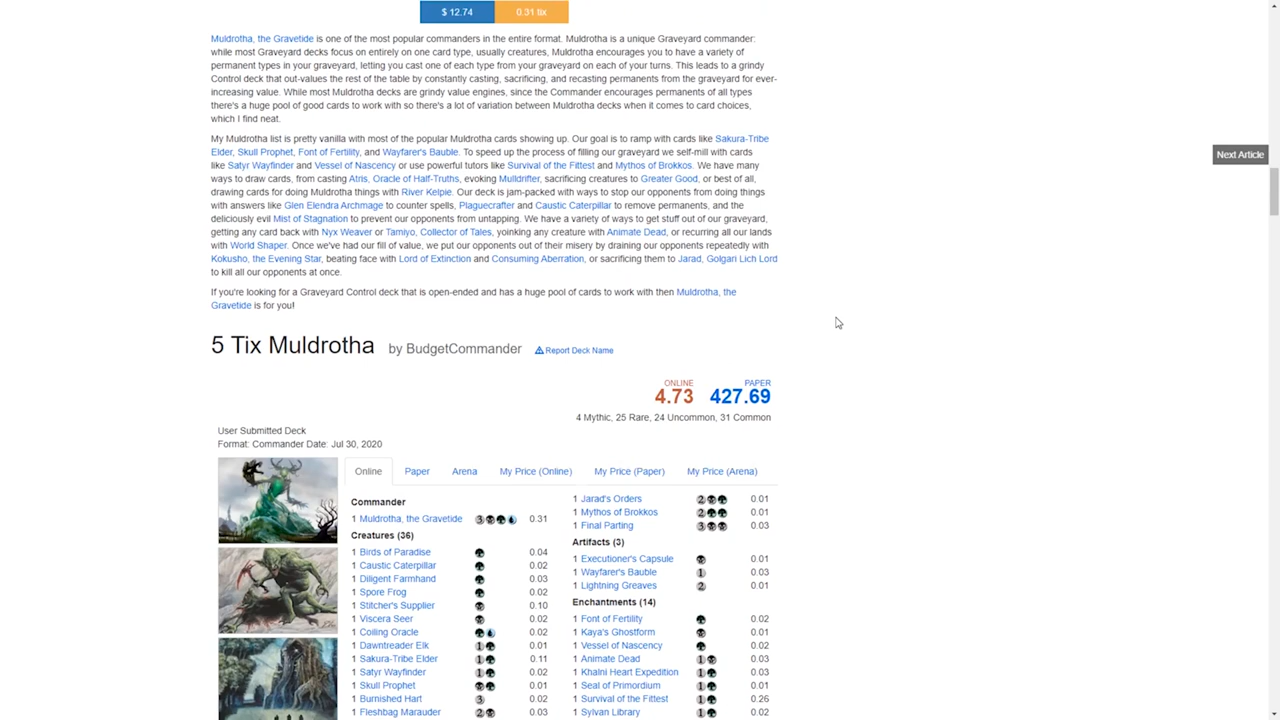 $ 12.74
0.31 tix
Muldrotha, the Gravetide is one of the most popular commanders in the entire format. Muldrotha is a unique Graveyard commander:
while most Graveyard decks focus on entirely on one card type, usually creatures, Muldrotha encourages you to have a variety of
permanent types in your graveyard, letting you cast one of each type from your graveyard on each of your turns. This leads to a grindy
Control deck that out-values the rest of the table by constantly casting, sacrificing, and recasting permanents from the graveyard for ever-
increasing value. While most Muldrotha decks are grindy value engines, since the Commander encourages permanents of all types
there's a huge pool of good cards to work with so there's a lot of variation between Muldrotha decks when it comes to card choices,
which I find neat.
My Muldrotha list is pretty vanilla with most of the popular Muldrotha cards showing up. Our goal is to ramp with cards like Sakura-Tribe
Elder, Skull Prophet, Font of Fertility, and Wayfarer's Bauble. To speed up the process of filling our graveyard we self-mill with cards
like Satyr Wayfinder and Vessel of Nascency or use powerful tutors like Survival of the Fittest and Mythos of Brokkos. We have many
ways to draw cards, from casting Atris, Oracle of Half-Truths, evoking Mulldrifter, sacrificing creatures to Greater Good, or best of all,
drawing cards for doing Muldrotha things with River Kelpie. Our deck is jam-packed with ways to stop our opponents from doing things
with answers like Glen Elendra Archmage to counter spells, Plaguecrafter and Caustic Caterpillar to remove permanents, and the
deliciously evil Mist of Stagnation to prevent our opponents from untapping. We have a variety of ways to get stuff out of our graveyard,
getting any card back with Nyx Weaver or Tamiyo, Collector of Tales, yoinking any creature with Animate Dead, or recurring all our lands
with World Shaper. Once we've had our fill of value, we put our opponents out of their misery by draining our opponents repeatedly with
Kokusho, the Evening Star, beating face with Lord of Extinction and Consuming Aberration, or sacrificing them to Jarad, Golgari Lich Lord
to kill all our opponents at once.
If you're looking for a Graveyard Control deck that is open-ended and has a huge pool of cards to work with then Muldrotha, the
Gravetide is for you!
Next Article
5 Tix Muldrotha by BudgetCommander Report Deck Name
ONLINE PAPER
4.73 427.69
4 Mythic, 25 Rare, 24 Uncommon, 31 Common
User Submitted Deck
Format: Commander Date: Jul 30, 2020
Online Paper Arena My Price (Online) My Price (Paper) My Price (Arena)
Commander
1 Muldrotha, the Gravetide 3 0.31
Creatures (36)
1 Birds of Paradise 0.04
1 Caustic Caterpillar 0.02
1 Diligent Farmhand 0.03
1 Spore Frog 0.02
1 Stitcher's Supplier 0.10
1 Viscera Seer 0.02
1 Coiling Oracle 0.02
1 Dawntreader Elk 1 0.01
1 Sakura-Tribe Elder 1 0.11
1 Satyr Wayfinder 1 0.02
1 Skull Prophet 0.01
1 Burnished Hart 3 0.02
1 Fleshbag Marauder 2 0.03
1 Jarad's Orders 2 0.01
1 Mythos of Brokkos 2 0.01
1 Final Parting 3 0.03
Artifacts (3)
1 Executioner's Capsule 0.01
1 Wayfarer's Bauble 1 0.03
1 Lightning Greaves 2 0.01
Enchantments (14)
1 Font of Fertility 0.02
1 Kaya's Ghostform 0.01
1 Vessel of Nascency 0.02
1 Animate Dead 1 0.03
1 Khalni Heart Expedition 1 0.03
1 Seal of Primordium 1 0.01
1 Survival of the Fittest 1 0.26
1 Sylvan Library 1 0.02